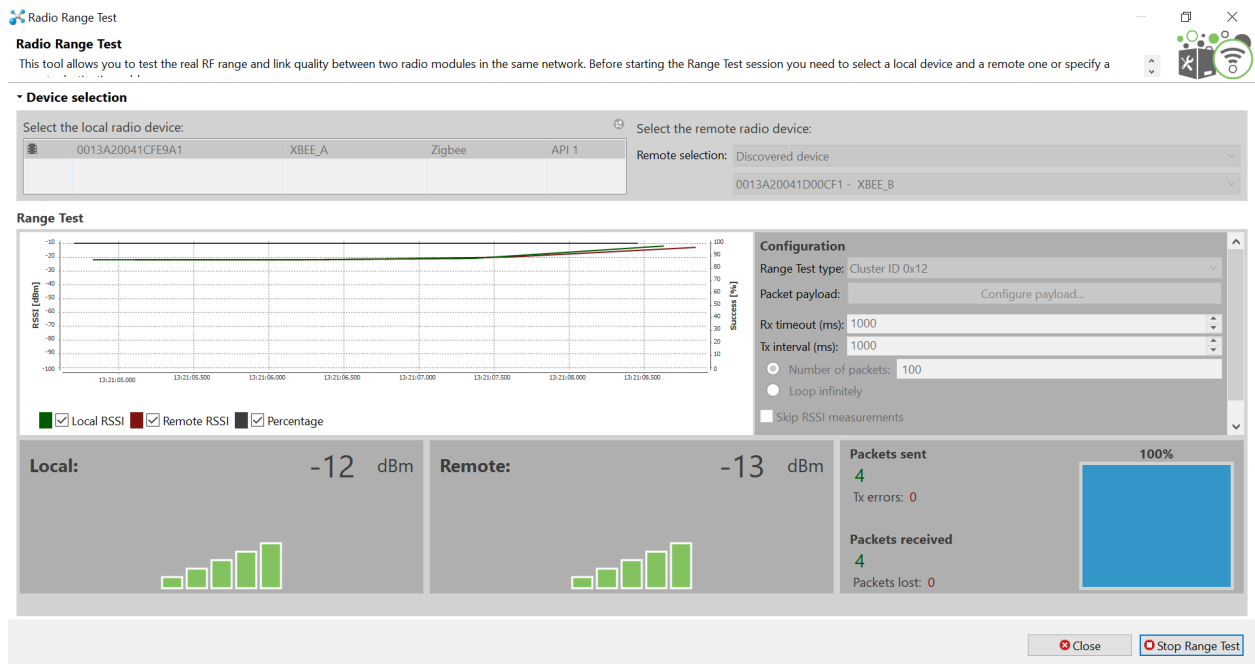 Radio Range Test
Radio Range Test
This tool allows you to test the real RF range and link quality between two radio modules in the same network. Before starting the Range Test session you need to select a local device and a remote one or specify a
Device selection
Select the local radio device:
0013A20041CFE9A1 XBEE_A Zigbee API 1
Select the remote radio device:
Remote selection: Discovered device
0013A20041D00CF1 - XBEE_B
Range Test
RSSI [dBm]
-10
-20
-30
-40
-50
-60
-70
-80
-90
-100
13:21:05.000 13:21:05.500 13:21:06.000 13:21:06.500 13:21:07.000 13:21:07.500 13:21:08.000 13:21:08.500
100
90
80
70
60
50
40
30
20
10
0
Success [%]
Local RSSI Remote RSSI Percentage
Configuration
Range Test type: Cluster ID 0x12
Packet payload: Configure payload...
Rx timeout (ms): 1000
Tx interval (ms): 1000
Number of packets: 100
Loop infinitely
Skip RSSI measurements
Local: -12 dBm
Remote: -13 dBm
Packets sent
4
Tx errors: 0
Packets received
4
Packets lost: 0
100%
Close
Stop Range Test